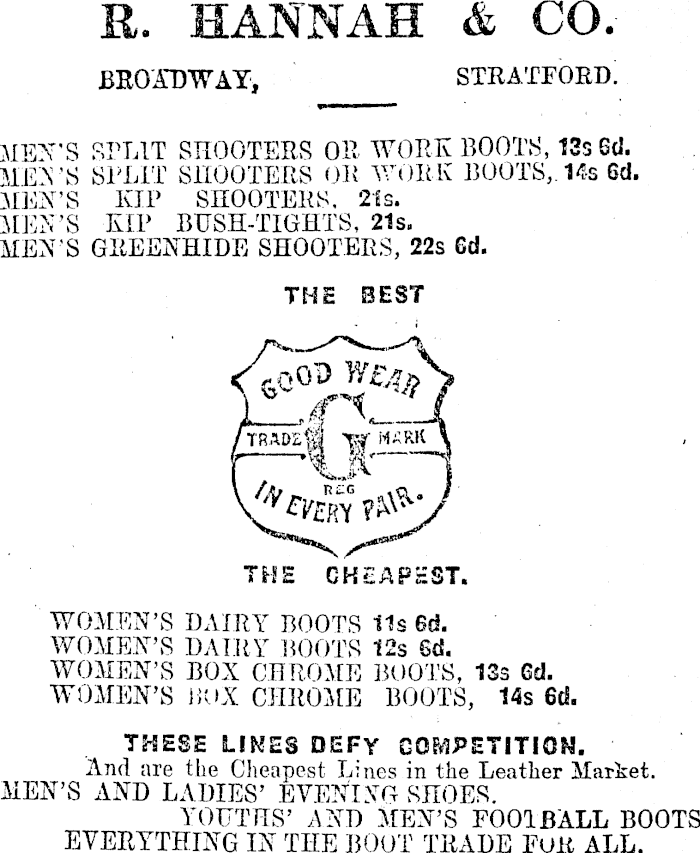 R. HANNAH & CO.
BROADWAY, STRATFORD.
MEN'S SPLIT SHOOTERS OR WORK BOOTS, 13s 6d.
MEN'S SPLIT SHOOTERS OR WORK BOOTS, 14s 6d.
MEN'S KIP SHOOTERS, 21s.
MEN'S KIP BUSH-TIGHTS, 21s.
MEN'S GREENHIDE SHOOTERS, 22s 6d.
THE BEST
GOOD WEAR
TRADE G MARK
REG
IN EVERY PAIR.
THE CHEAPEST.
WOMEN'S DAIRY BOOTS 11s 6d.
WOMEN'S DAIRY BOOTS 12s 6d.
WOMEN'S BOX CHROME BOOTS, 13s 6d.
WOMEN'S BOX CHROME BOOTS, 14s 6d.
THESE LINES DEFY COMPETITION.
And are the Cheapest Lines in the Leather Market.
MEN'S AND LADIES' EVENING SHOES.
YOUTHS' AND MEN'S FOOTBALL BOOTS
EVERYTHING IN THE BOOT TRADE FOR ALL.